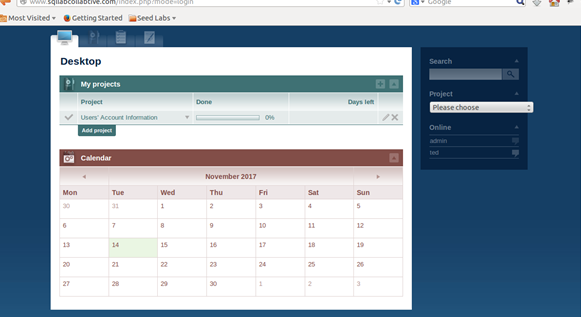 www.sqllabcollabtive.com/index.php?mode=login
Google
Most Visited
Getting Started
Seed Labs
Desktop
My projects
Project Done Days left
Users' Account Information 0%
Add project
Calendar
November 2017
Mon Tue Wed Thu Fri Sat Sun
30 31 1 2 3 4 5
6 7 8 9 10 11 12
13 14 15 16 17 18 19
20 21 22 23 24 25 26
27 28 29 30 1 2 3
Search
Project
Please choose
Online
admin
ted